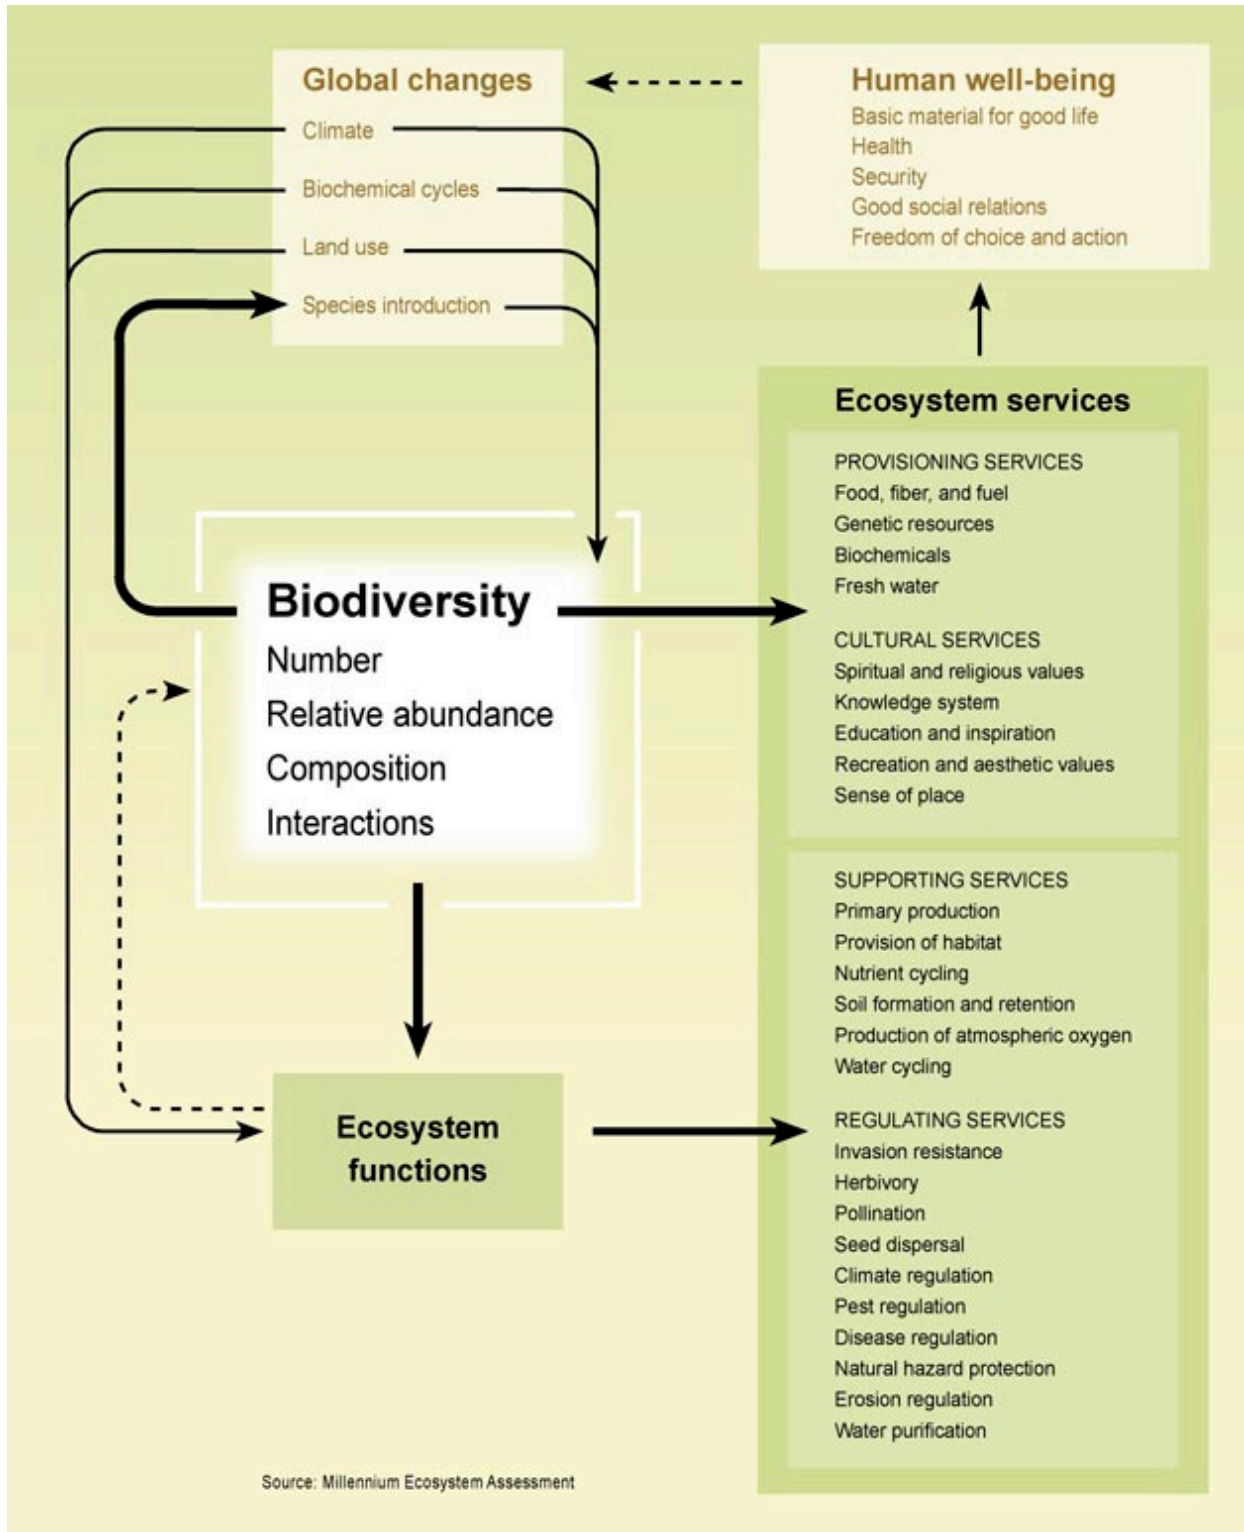 Global changes
Climate
Biochemical cycles
Land use
Species introduction
Human well-being
Basic material for good life
Health
Security
Good social relations
Freedom of choice and action
Biodiversity
Number
Relative abundance
Composition
Interactions
Ecosystem
functions
Ecosystem services
PROVISIONING SERVICES
Food, fiber, and fuel
Genetic resources
Biochemicals
Fresh water
CULTURAL SERVICES
Spiritual and religious values
Knowledge system
Education and inspiration
Recreation and aesthetic values
Sense of place
SUPPORTING SERVICES
Primary production
Provision of habitat
Nutrient cycling
Soil formation and retention
Production of atmospheric oxygen
Water cycling
REGULATING SERVICES
Invasion resistance
Herbivory
Pollination
Seed dispersal
Climate regulation
Pest regulation
Disease regulation
Natural hazard protection
Erosion regulation
Water purification
Source: Millennium Ecosystem Assessment